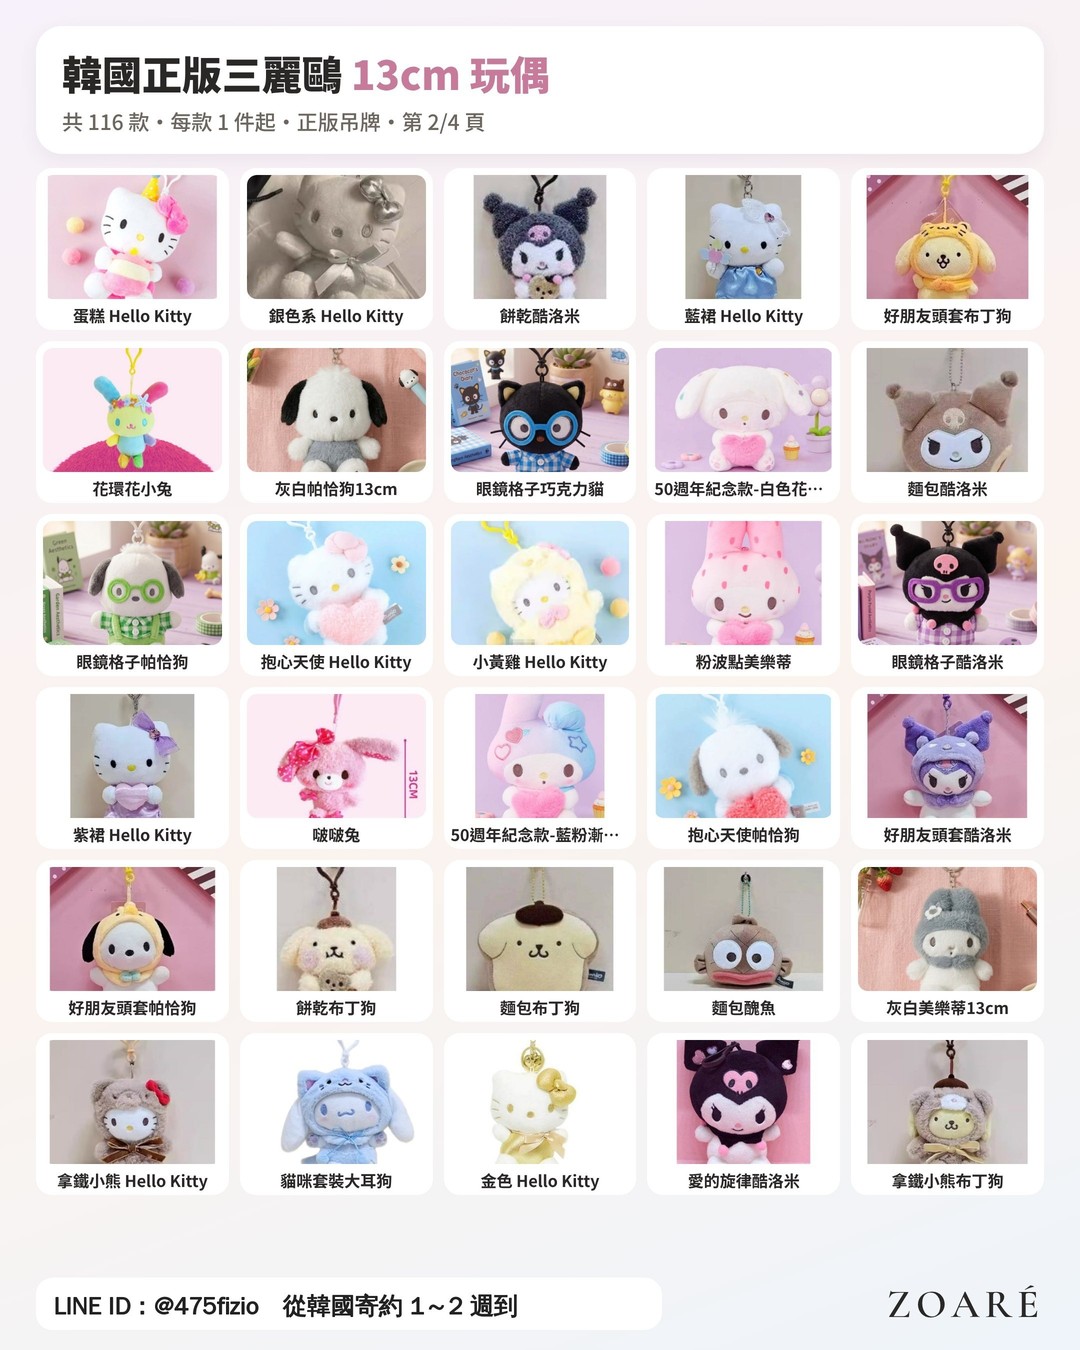 韓國正版三麗鷗 13cm 玩偶
共 116 款・每款 1 件起・正版吊牌・第 2/4 頁
蛋糕 Hello Kitty
銀色系 Hello Kitty
餅乾酷洛米
藍裙 Hello Kitty
好朋友頭套布丁狗
花環花小兔
灰白帕恰狗13cm
眼鏡格子巧克力貓
50週年紀念款-白色花…
麵包酷洛米
眼鏡格子帕恰狗
抱心天使 Hello Kitty
小黃雞 Hello Kitty
粉波點美樂蒂
眼鏡格子酷洛米
紫裙 Hello Kitty
13CM
啵啵兔
50週年紀念款-藍粉漸…
抱心天使帕恰狗
好朋友頭套酷洛米
好朋友頭套帕恰狗
餅乾布丁狗
麵包布丁狗
麵包醜魚
灰白美樂蒂13cm
拿鐵小熊 Hello Kitty
貓咪套裝大耳狗
金色 Hello Kitty
愛的旋律酷洛米
拿鐵小熊布丁狗
LINE ID：@475fizio 從韓國寄約 1~2 週到
ZOARÉ